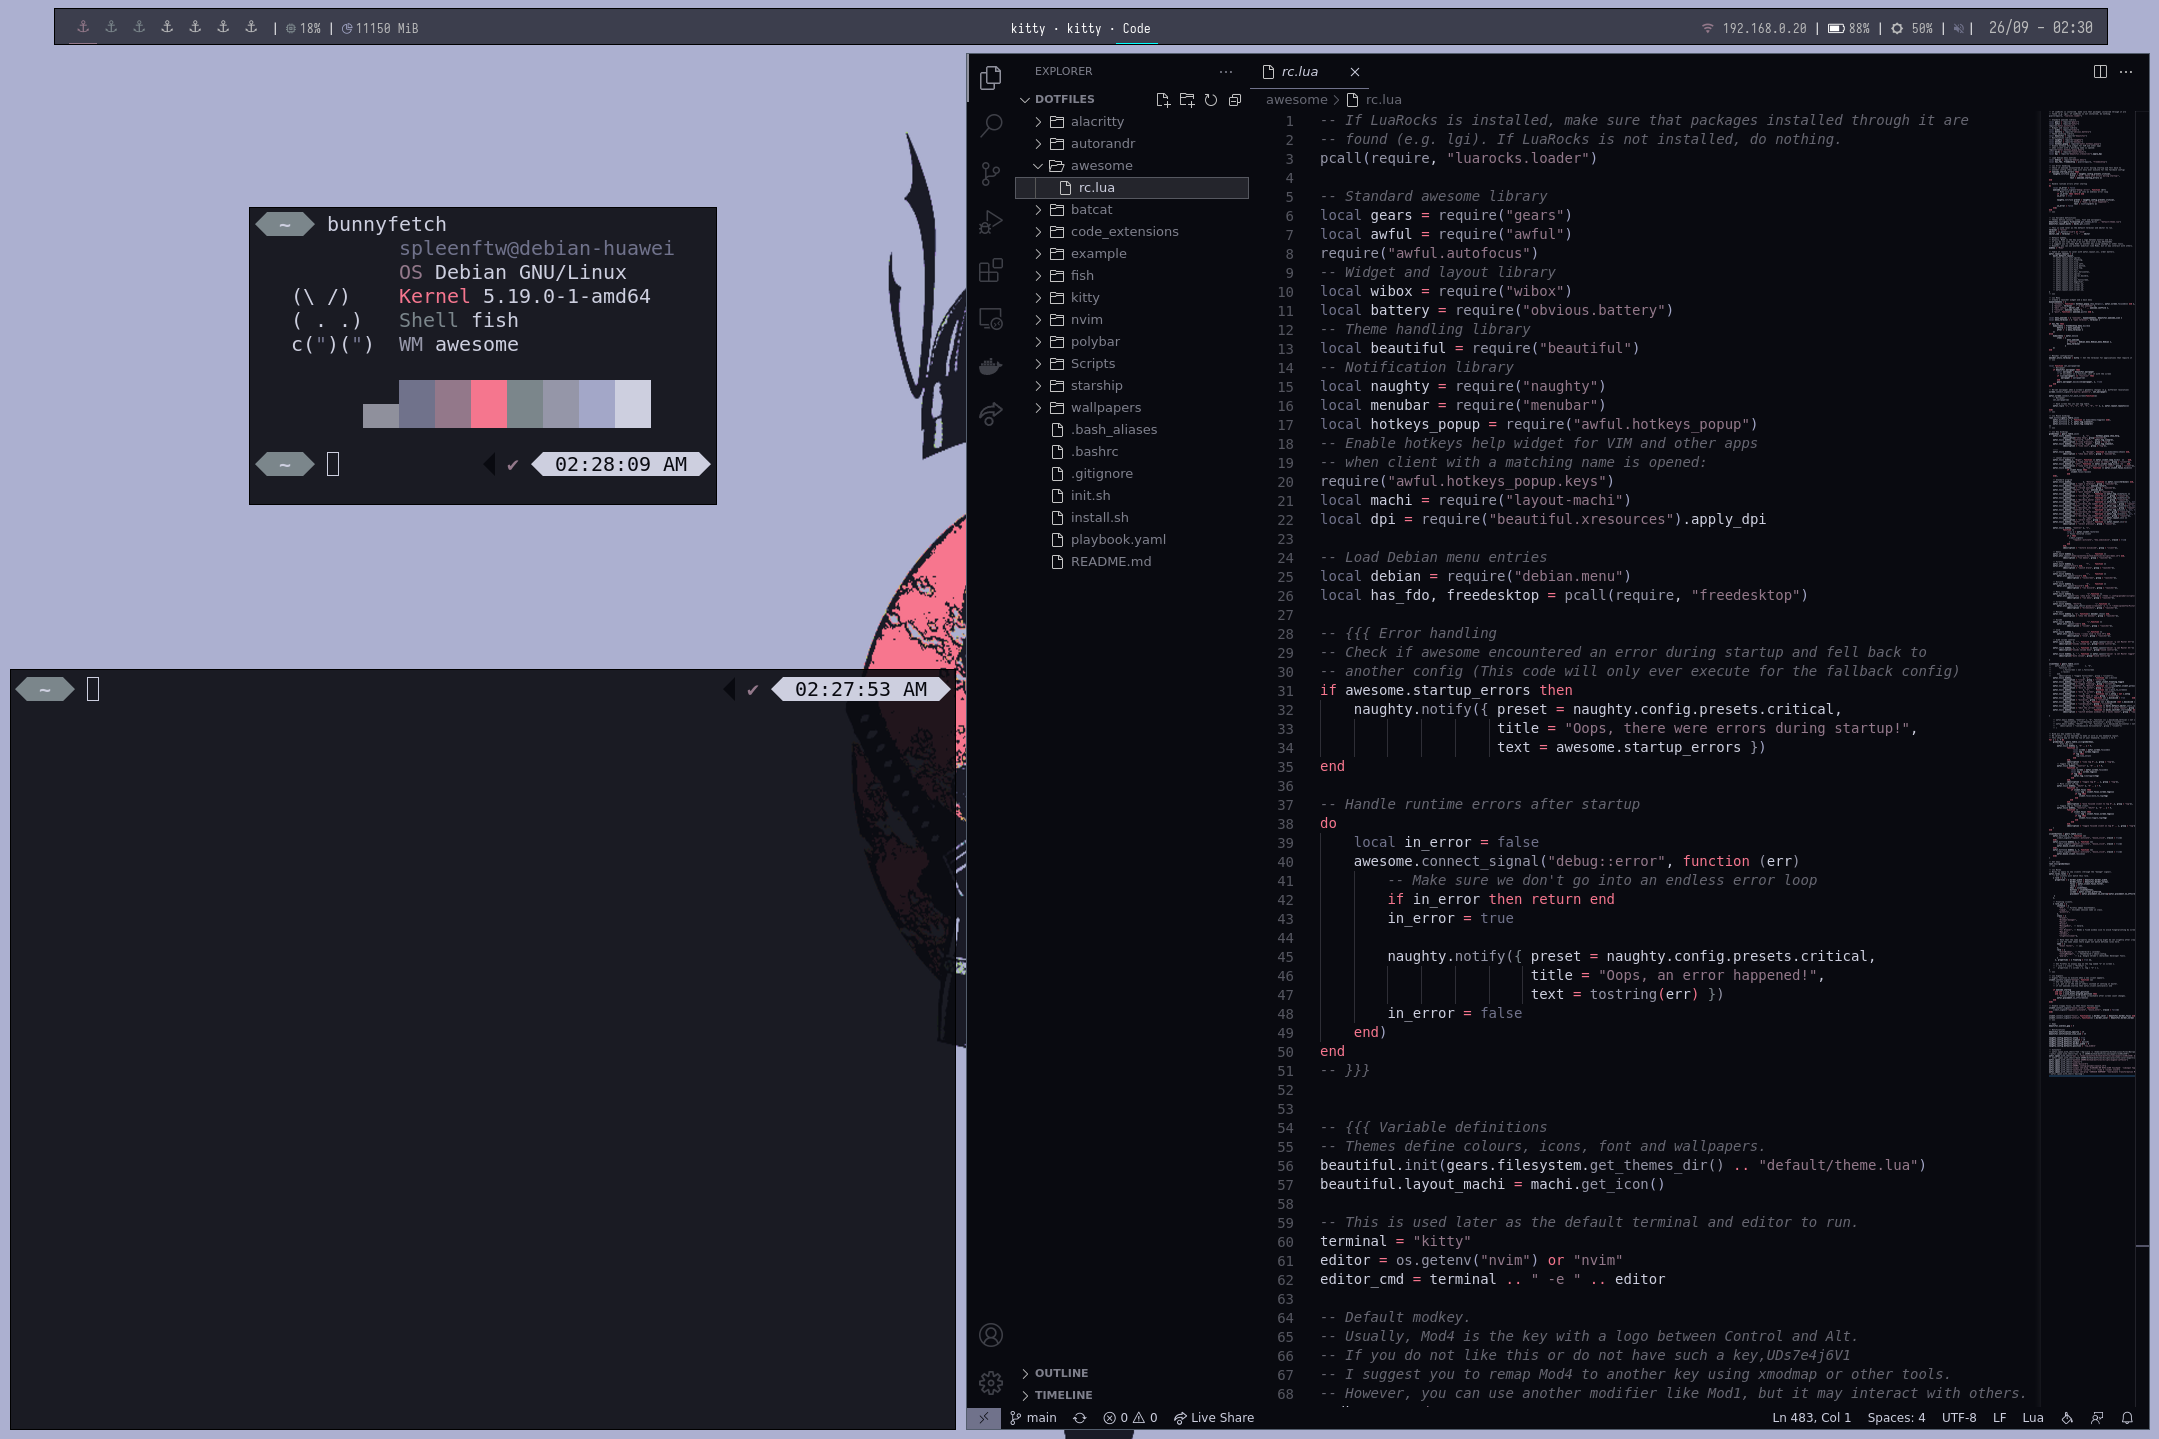 | 18% | 11150 MiB
kitty · kitty · Code
192.168.0.20 | 88% | 50% | | 26/09 - 02:30
~ bunnyfetch
spleenftw@debian-huawei
OS Debian GNU/Linux
(\ /) Kernel 5.19.0-1-amd64
( . .) Shell fish
c(")(") WM awesome
~ ✔ 02:28:09 AM
~ ✔ 02:27:53 AM
EXPLORER ···
DOTFILES
alacritty
autorandr
awesome
rc.lua
batcat
code_extensions
example
fish
kitty
nvim
polybar
Scripts
starship
wallpapers
.bash_aliases
.bashrc
.gitignore
init.sh
install.sh
playbook.yaml
README.md
OUTLINE
TIMELINE
rc.lua
awesome > rc.lua
1 -- If LuaRocks is installed, make sure that packages installed through it are
2 -- found (e.g. lgi). If LuaRocks is not installed, do nothing.
3 pcall(require, "luarocks.loader")
4
5 -- Standard awesome library
6 local gears = require("gears")
7 local awful = require("awful")
8 require("awful.autofocus")
9 -- Widget and layout library
10 local wibox = require("wibox")
11 local battery = require("obvious.battery")
12 -- Theme handling library
13 local beautiful = require("beautiful")
14 -- Notification library
15 local naughty = require("naughty")
16 local menubar = require("menubar")
17 local hotkeys_popup = require("awful.hotkeys_popup")
18 -- Enable hotkeys help widget for VIM and other apps
19 -- when client with a matching name is opened:
20 require("awful.hotkeys_popup.keys")
21 local machi = require("layout-machi")
22 local dpi = require("beautiful.xresources").apply_dpi
23
24 -- Load Debian menu entries
25 local debian = require("debian.menu")
26 local has_fdo, freedesktop = pcall(require, "freedesktop")
27
28 -- {{{ Error handling
29 -- Check if awesome encountered an error during startup and fell back to
30 -- another config (This code will only ever execute for the fallback config)
31 if awesome.startup_errors then
32 naughty.notify({ preset = naughty.config.presets.critical,
33 title = "Oops, there were errors during startup!",
34 text = awesome.startup_errors })
35 end
36
37 -- Handle runtime errors after startup
38 do
39 local in_error = false
40 awesome.connect_signal("debug::error", function (err)
41 -- Make sure we don't go into an endless error loop
42 if in_error then return end
43 in_error = true
44
45 naughty.notify({ preset = naughty.config.presets.critical,
46 title = "Oops, an error happened!",
47 text = tostring(err) })
48 in_error = false
49 end)
50 end
51 -- }}}
52
53
54 -- {{{ Variable definitions
55 -- Themes define colours, icons, font and wallpapers.
56 beautiful.init(gears.filesystem.get_themes_dir() .. "default/theme.lua")
57 beautiful.layout_machi = machi.get_icon()
58
59 -- This is used later as the default terminal and editor to run.
60 terminal = "kitty"
61 editor = os.getenv("nvim") or "nvim"
62 editor_cmd = terminal .. " -e " .. editor
63
64 -- Default modkey.
65 -- Usually, Mod4 is the key with a logo between Control and Alt.
66 -- If you do not like this or do not have such a key,UDs7e4j6V1
67 -- I suggest you to remap Mod4 to another key using xmodmap or other tools.
68 -- However, you can use another modifier like Mod1, but it may interact with others.
main 0 0 Live Share Ln 483, Col 1 Spaces: 4 UTF-8 LF Lua